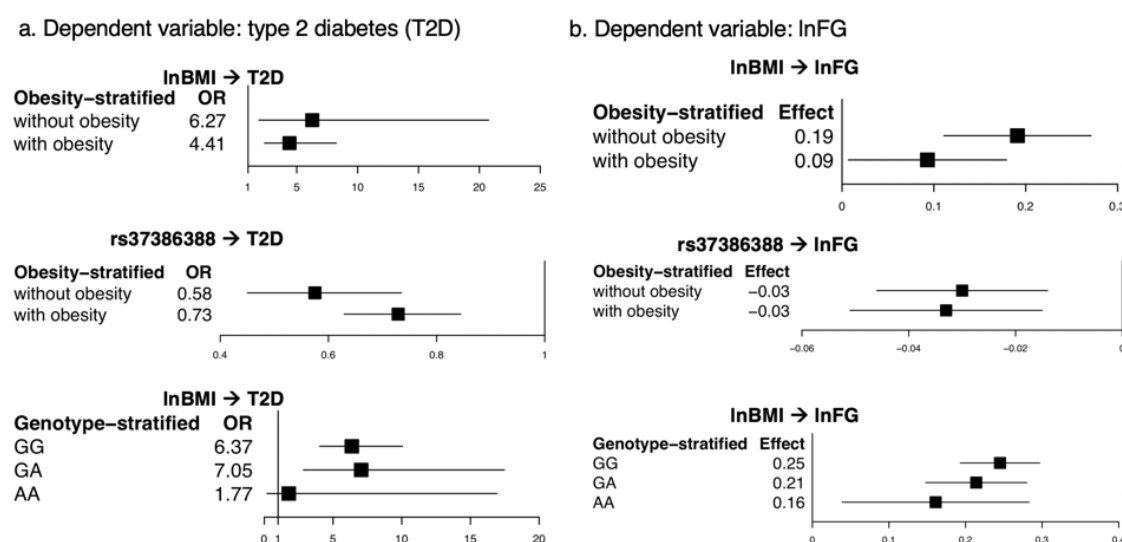 a. Dependent variable: type 2 diabetes (T2D)
lnBMI → T2D
Obesity−stratified OR
without obesity 6.27
with obesity 4.41
1 5 10 15 20 25
rs37386388 → T2D
Obesity−stratified OR
without obesity 0.58
with obesity 0.73
0.4 0.6 0.8 1
lnBMI → T2D
Genotype−stratified OR
GG 6.37
GA 7.05
AA 1.77
0 1 5 10 15 20
b. Dependent variable: lnFG
lnBMI → lnFG
Obesity−stratified Effect
without obesity 0.19
with obesity 0.09
0 0.1 0.2 0.3
rs37386388 → lnFG
Obesity−stratified Effect
without obesity −0.03
with obesity −0.03
−0.06 −0.04 −0.02 0
lnBMI → lnFG
Genotype−stratified Effect
GG 0.25
GA 0.21
AA 0.16
0 0.1 0.2 0.3 0.4